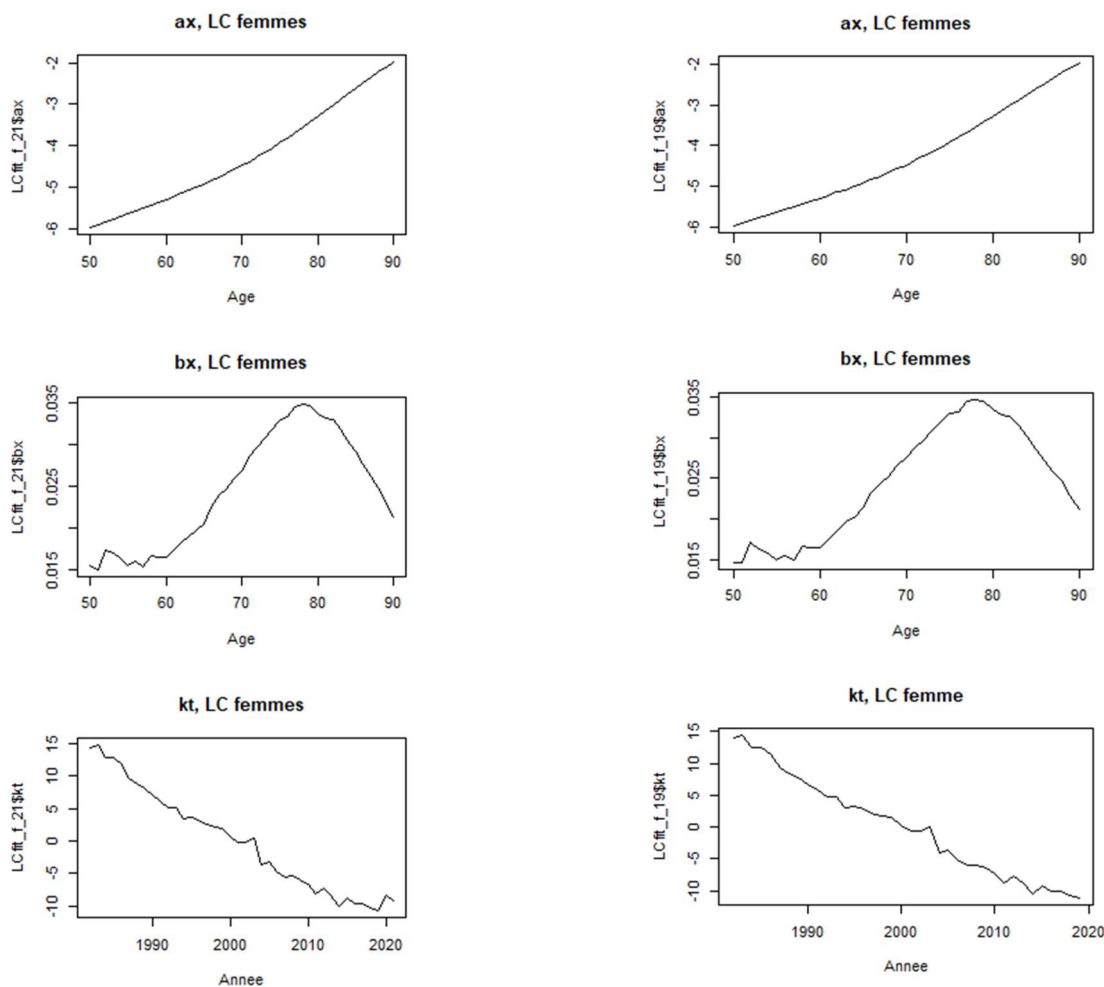 ax, LC femmes
LCfit_f_21$ax
-2
-3
-4
-5
-6
50 60 70 80 90
Age
ax, LC femmes
LCfit_f_19$ax
-2
-3
-4
-5
-6
50 60 70 80 90
Age
bx, LC femmes
LCfit_f_21$bx
0.035
0.025
0.015
50 60 70 80 90
Age
bx, LC femmes
LCfit_f_19$bx
0.035
0.025
0.015
50 60 70 80 90
Age
kt, LC femmes
LCfit_f_21$kt
15
10
5
0
-5
-10
1990 2000 2010 2020
Annee
kt, LC femme
LCfit_f_19$kt
15
10
5
0
-5
-10
1990 2000 2010 2020
Annee